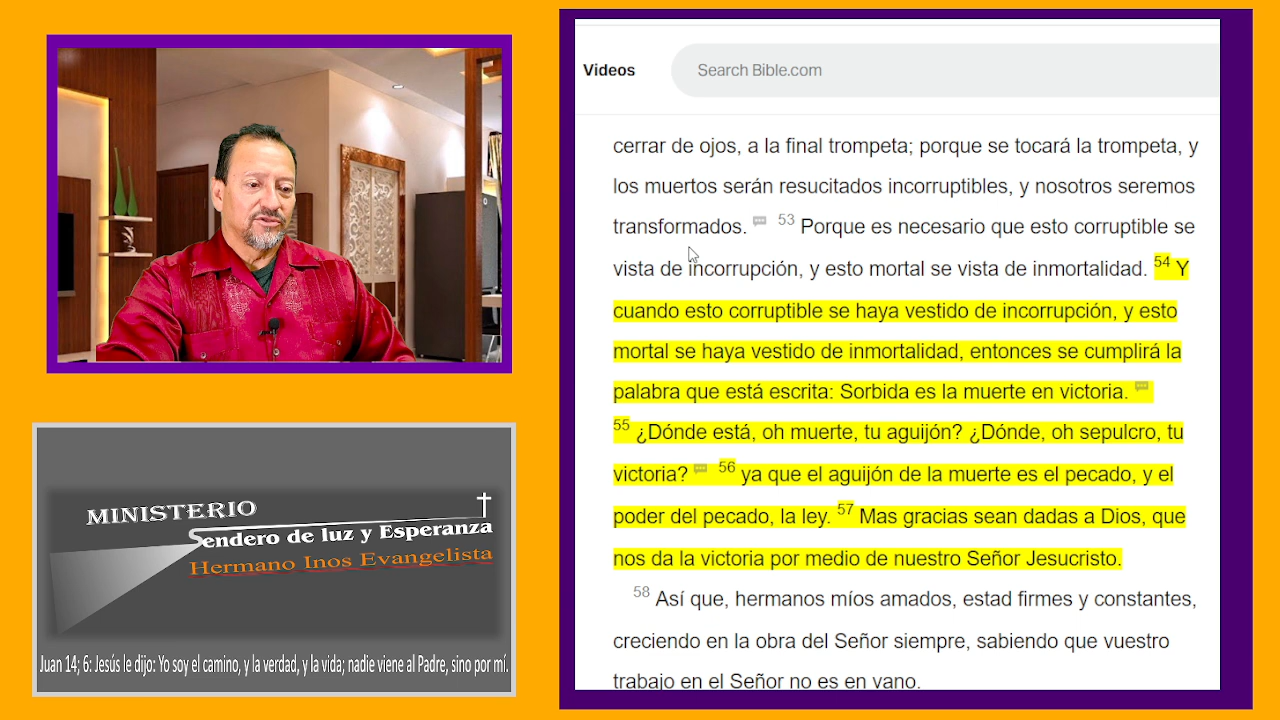 Videos
Search Bible.com
cerrar de ojos, a la final trompeta; porque se tocará la trompeta, y
los muertos serán resucitados incorruptibles, y nosotros seremos
transformados. 53 Porque es necesario que esto corruptible se
vista de incorrupción, y esto mortal se vista de inmortalidad. 54 Y
cuando esto corruptible se haya vestido de incorrupción, y esto
mortal se haya vestido de inmortalidad, entonces se cumplirá la
palabra que está escrita: Sorbida es la muerte en victoria.
55 ¿Dónde está, oh muerte, tu aguijón? ¿Dónde, oh sepulcro, tu
victoria? 56 ya que el aguijón de la muerte es el pecado, y el
poder del pecado, la ley. 57 Mas gracias sean dadas a Dios, que
nos da la victoria por medio de nuestro Señor Jesucristo.
58 Así que, hermanos míos amados, estad firmes y constantes,
creciendo en la obra del Señor siempre, sabiendo que vuestro
trabajo en el Señor no es en vano.
MINISTERIO
Sendero de luz y Esperanza
Hermano Inos Evangelista
Juan 14; 6: Jesús le dijo: Yo soy el camino, y la verdad, y la vida; nadie viene al Padre, sino por mí.